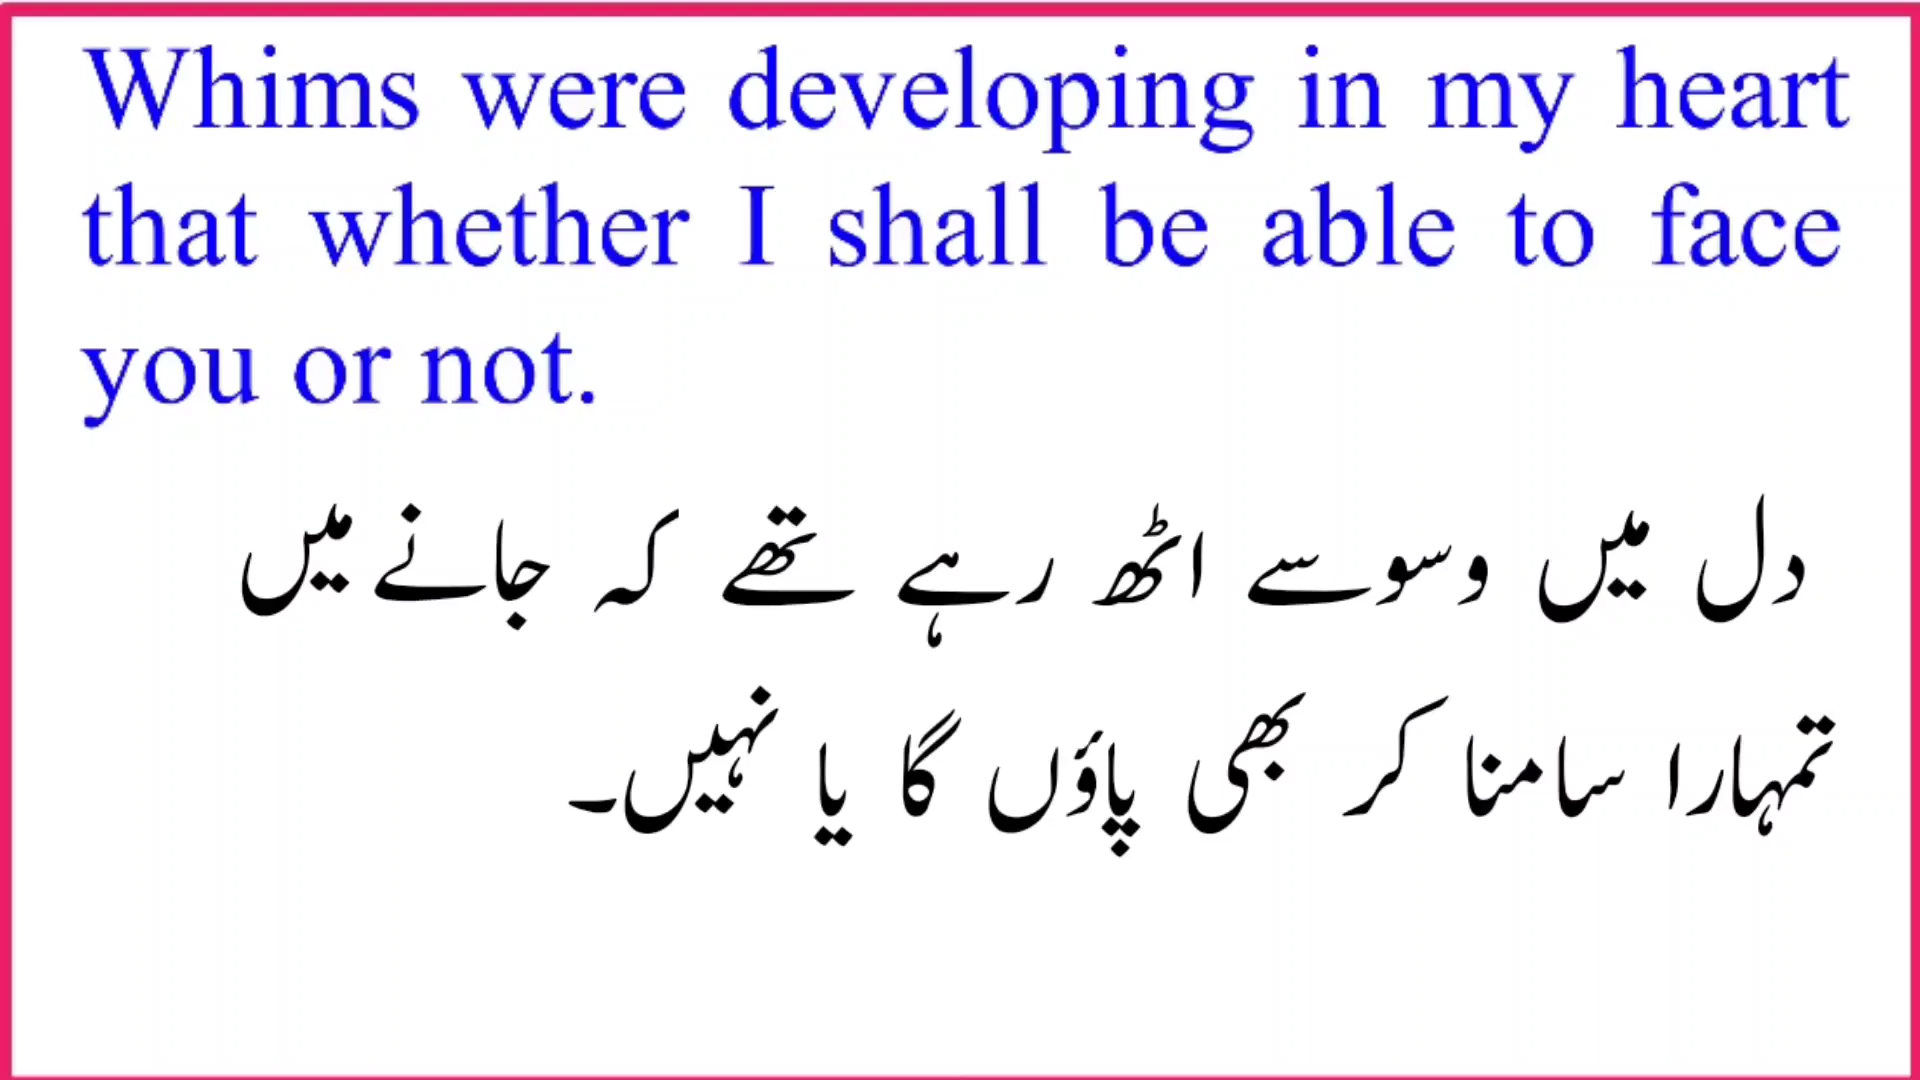 Whims were developing in my heart
that whether I shall be able to face
you or not.
دل میں وسوسے اٹھ رہے تھے کہ جانے میں
تمہارا سامنا کر بھی پاؤں گا یا نہیں۔